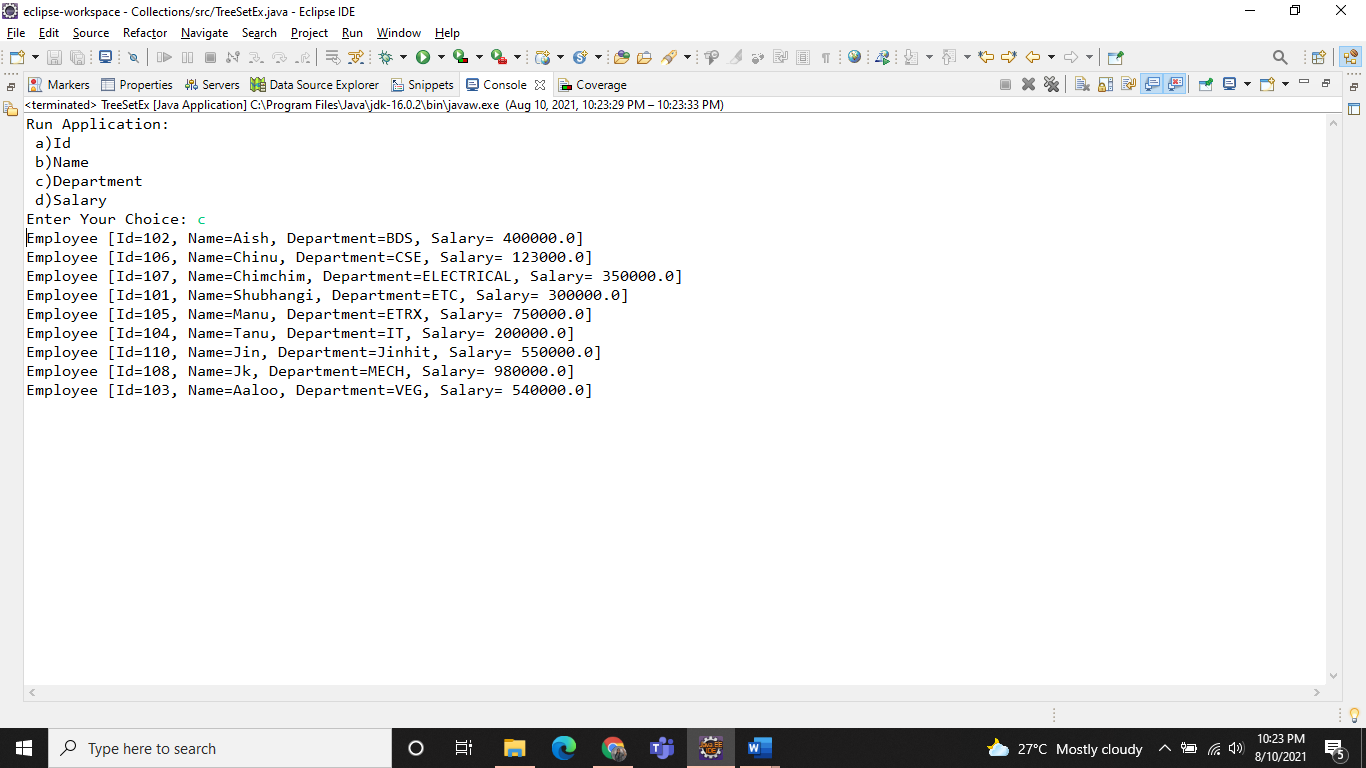 eclipse-workspace - Collections/src/TreeSetEx.java - Eclipse IDE
File Edit Source Refactor Navigate Search Project Run Window Help
Markers Properties Servers Data Source Explorer Snippets Console Coverage
<terminated> TreeSetEx [Java Application] C:\Program Files\Java\jdk-16.0.2\bin\javaw.exe (Aug 10, 2021, 10:23:29 PM – 10:23:33 PM)
Run Application:
a)Id
b)Name
c)Department
d)Salary
Enter Your Choice: c
Employee [Id=102, Name=Aish, Department=BDS, Salary= 400000.0]
Employee [Id=106, Name=Chinu, Department=CSE, Salary= 123000.0]
Employee [Id=107, Name=Chimchim, Department=ELECTRICAL, Salary= 350000.0]
Employee [Id=101, Name=Shubhangi, Department=ETC, Salary= 300000.0]
Employee [Id=105, Name=Manu, Department=ETRX, Salary= 750000.0]
Employee [Id=104, Name=Tanu, Department=IT, Salary= 200000.0]
Employee [Id=110, Name=Jin, Department=Jinhit, Salary= 550000.0]
Employee [Id=108, Name=Jk, Department=MECH, Salary= 980000.0]
Employee [Id=103, Name=Aaloo, Department=VEG, Salary= 540000.0]
Type here to search
JAVA EE
IDE
W
27°C Mostly cloudy
10:23 PM
8/10/2021
5